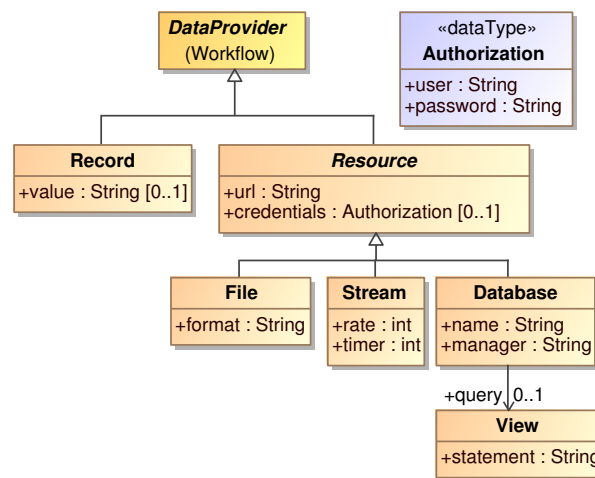 DataProvider
(Workflow)
«dataType»
Authorization
+user : String
+password : String
Record
+value : String [0..1]
Resource
+url : String
+credentials : Authorization [0..1]
File
+format : String
Stream
+rate : int
+timer : int
Database
+name : String
+manager : String
+query 0..1
View
+statement : String